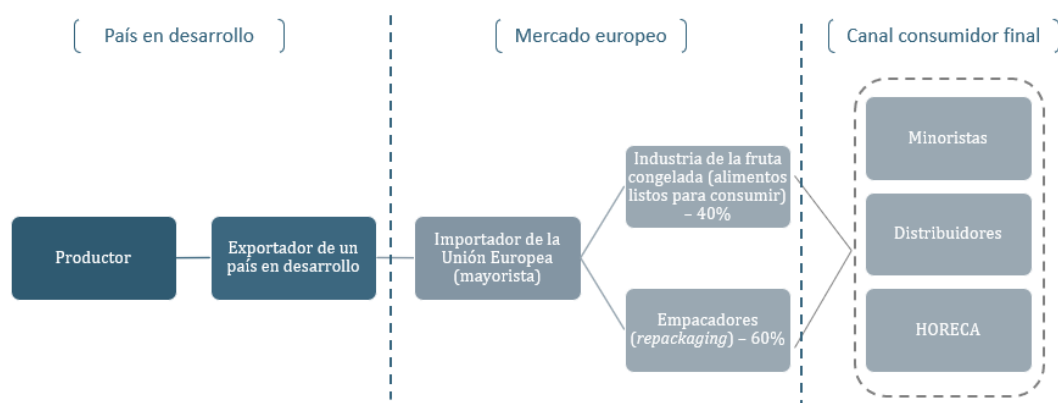 País en desarrollo
Mercado europeo
Canal consumidor final
Productor
Exportador de un
país en desarrollo
Importador de la
Unión Europea
(mayorista)
Industria de la fruta
congelada (alimentos
listos para consumir)
– 40%
Empacadores
(repackaging) – 60%
Minoristas
Distribuidores
HORECA